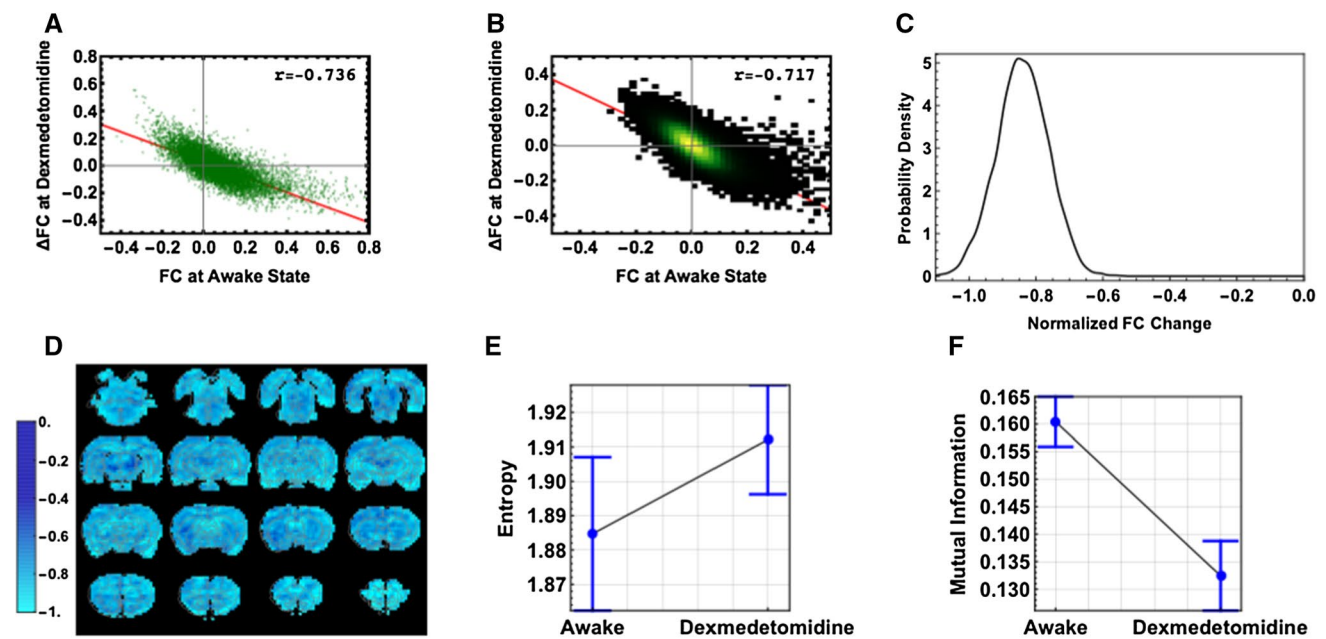 A
ΔFC at Dexmedetomidine
0.8
0.6
0.4
0.2
0.0
−0.2
−0.4
r=−0.736
−0.4 −0.2 0.0 0.2 0.4 0.6 0.8
FC at Awake State
B
ΔFC at Dexmedetomidine
0.4
0.2
0.0
−0.2
−0.4
r=−0.717
−0.4 −0.2 0.0 0.2 0.4
FC at Awake State
C
Probability Density
5
4
3
2
1
0
−1.0 −0.8 −0.6 −0.4 −0.2 0.0
Normalized FC Change
D
0.
−0.2
−0.4
−0.6
−0.8
−1.
E
Entropy
1.92
1.91
1.90
1.89
1.88
1.87
Awake Dexmedetomidine
F
Mutual Information
0.165
0.160
0.155
0.150
0.145
0.140
0.135
0.130
Awake Dexmedetomidine